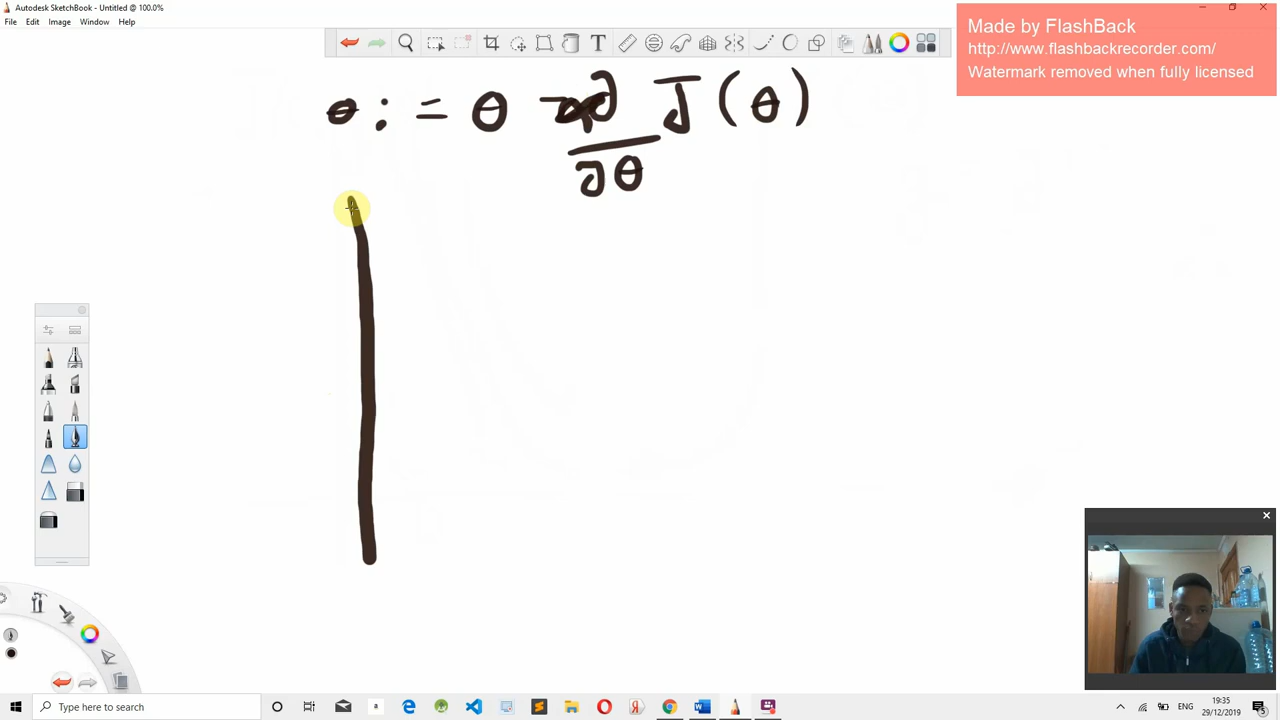 Autodesk SketchBook - Untitled @ 100.0%
File Edit Image Window Help
Made by FlashBack
http://www.flashbackrecorder.com/
Watermark removed when fully licensed
θ := θ - α ∂ J(θ)
∂θ
Type here to search
ENG
19:35
29/12/2019